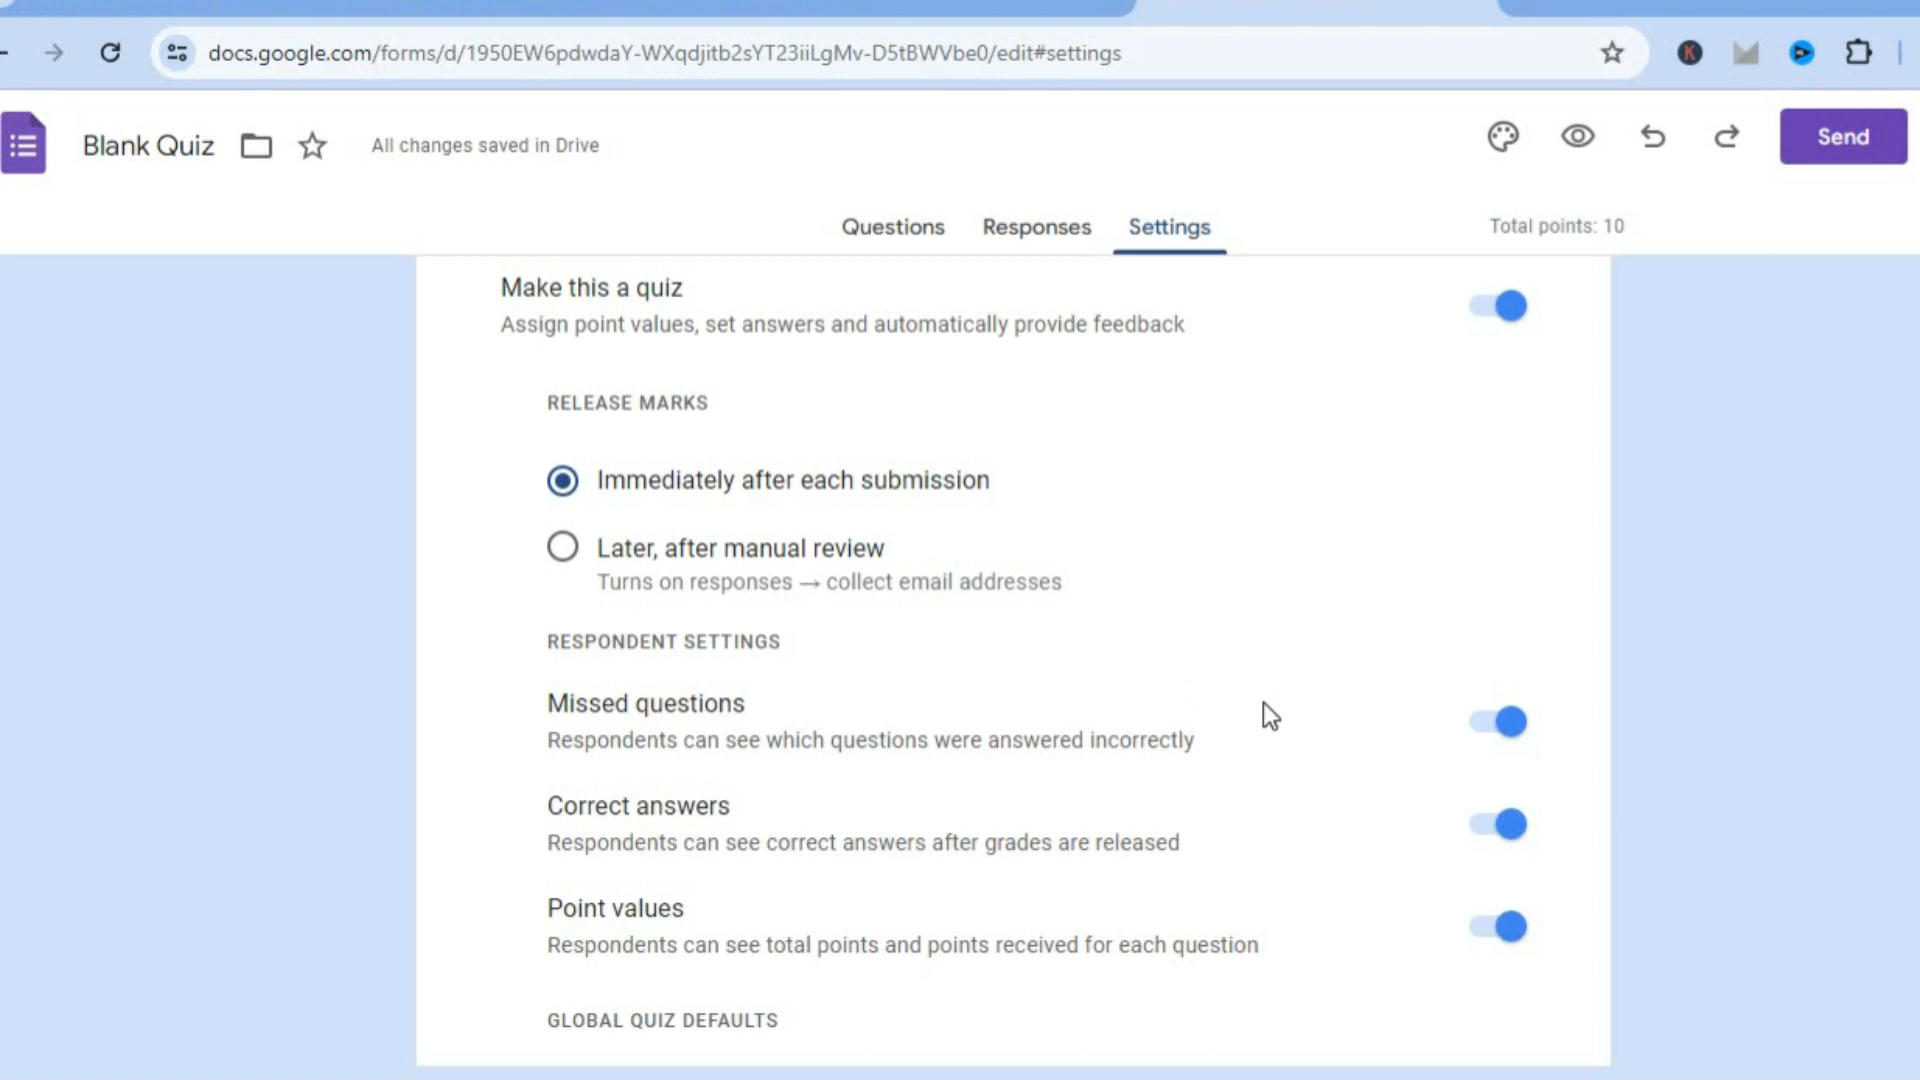 docs.google.com/forms/d/1950EW6pdwdaY-WXqdjitb2sYT23iiLgMv-D5tBWVbe0/edit#settings
K
Blank Quiz
All changes saved in Drive
Send
Questions
Responses
Settings
Total points: 10
Make this a quiz
Assign point values, set answers and automatically provide feedback
RELEASE MARKS
Immediately after each submission
Later, after manual review
Turns on responses → collect email addresses
RESPONDENT SETTINGS
Missed questions
Respondents can see which questions were answered incorrectly
Correct answers
Respondents can see correct answers after grades are released
Point values
Respondents can see total points and points received for each question
GLOBAL QUIZ DEFAULTS